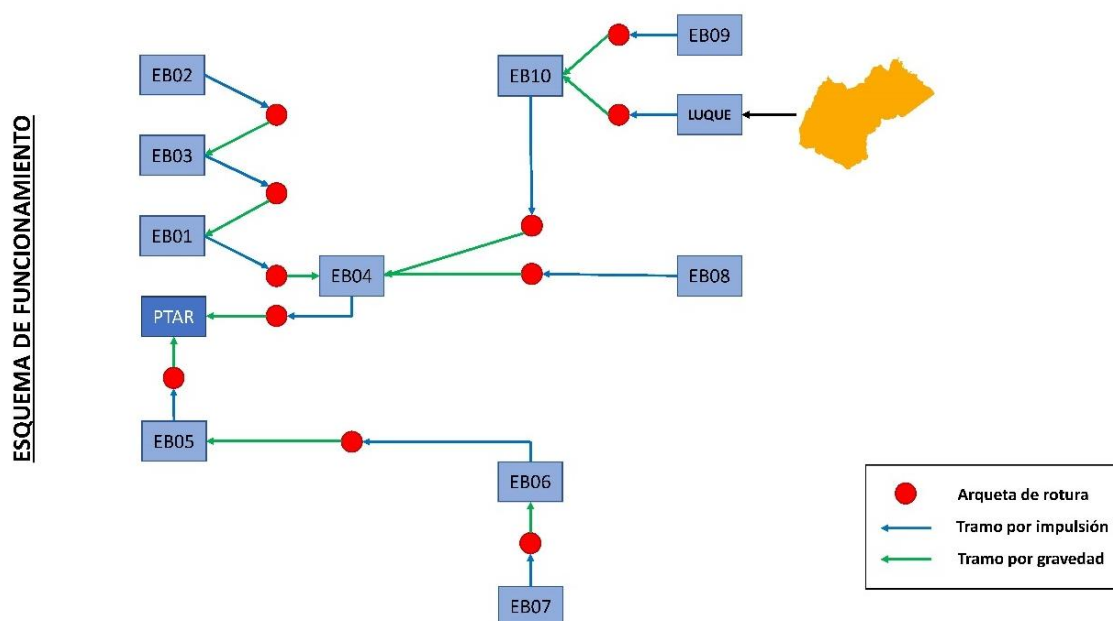 ESQUEMA DE FUNCIONAMIENTO
EB02
EB03
EB01
PTAR
EB05
EB04
EB10
EB09
LUQUE
EB08
EB06
EB07
Arqueta de rotura
Tramo por impulsión
Tramo por gravedad